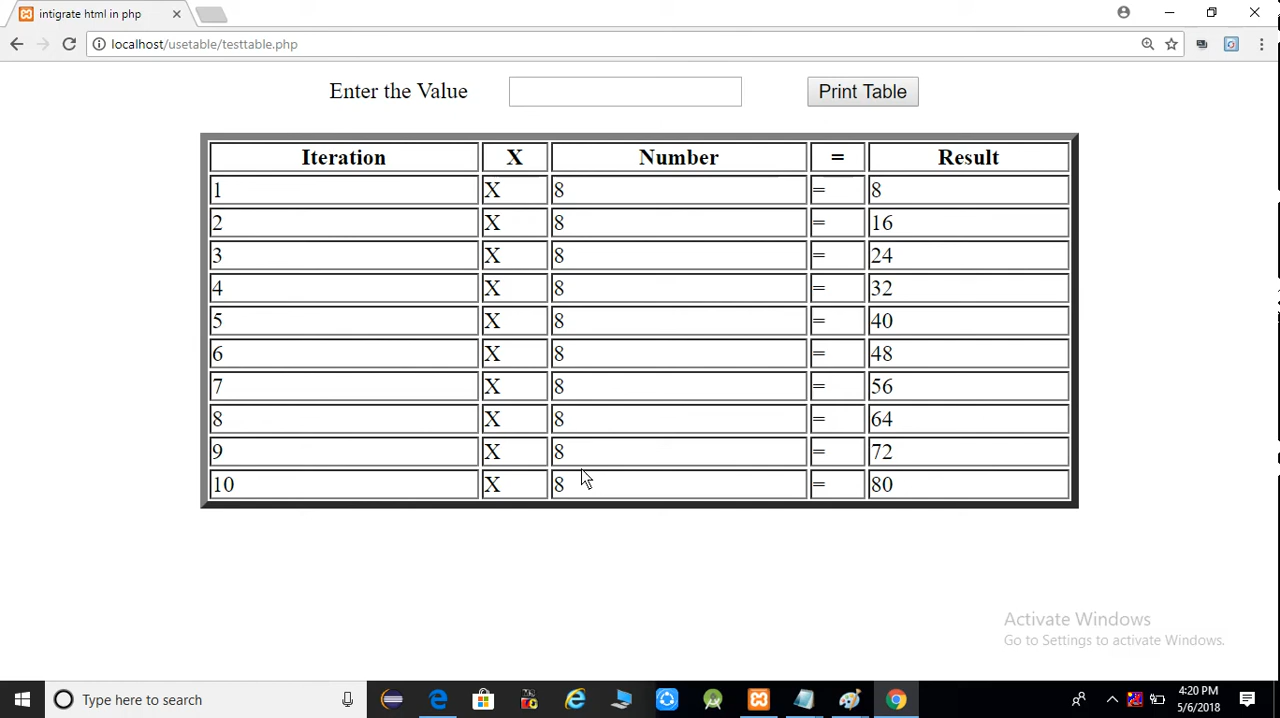 intigrate html in php
localhost/usetable/testtable.php
Enter the Value Print Table
Iteration X Number = Result
1 X 8 = 8
2 X 8 = 16
3 X 8 = 24
4 X 8 = 32
5 X 8 = 40
6 X 8 = 48
7 X 8 = 56
8 X 8 = 64
9 X 8 = 72
10 X 8 = 80
Activate Windows
Go to Settings to activate Windows.
Type here to search
4:20 PM
5/6/2018